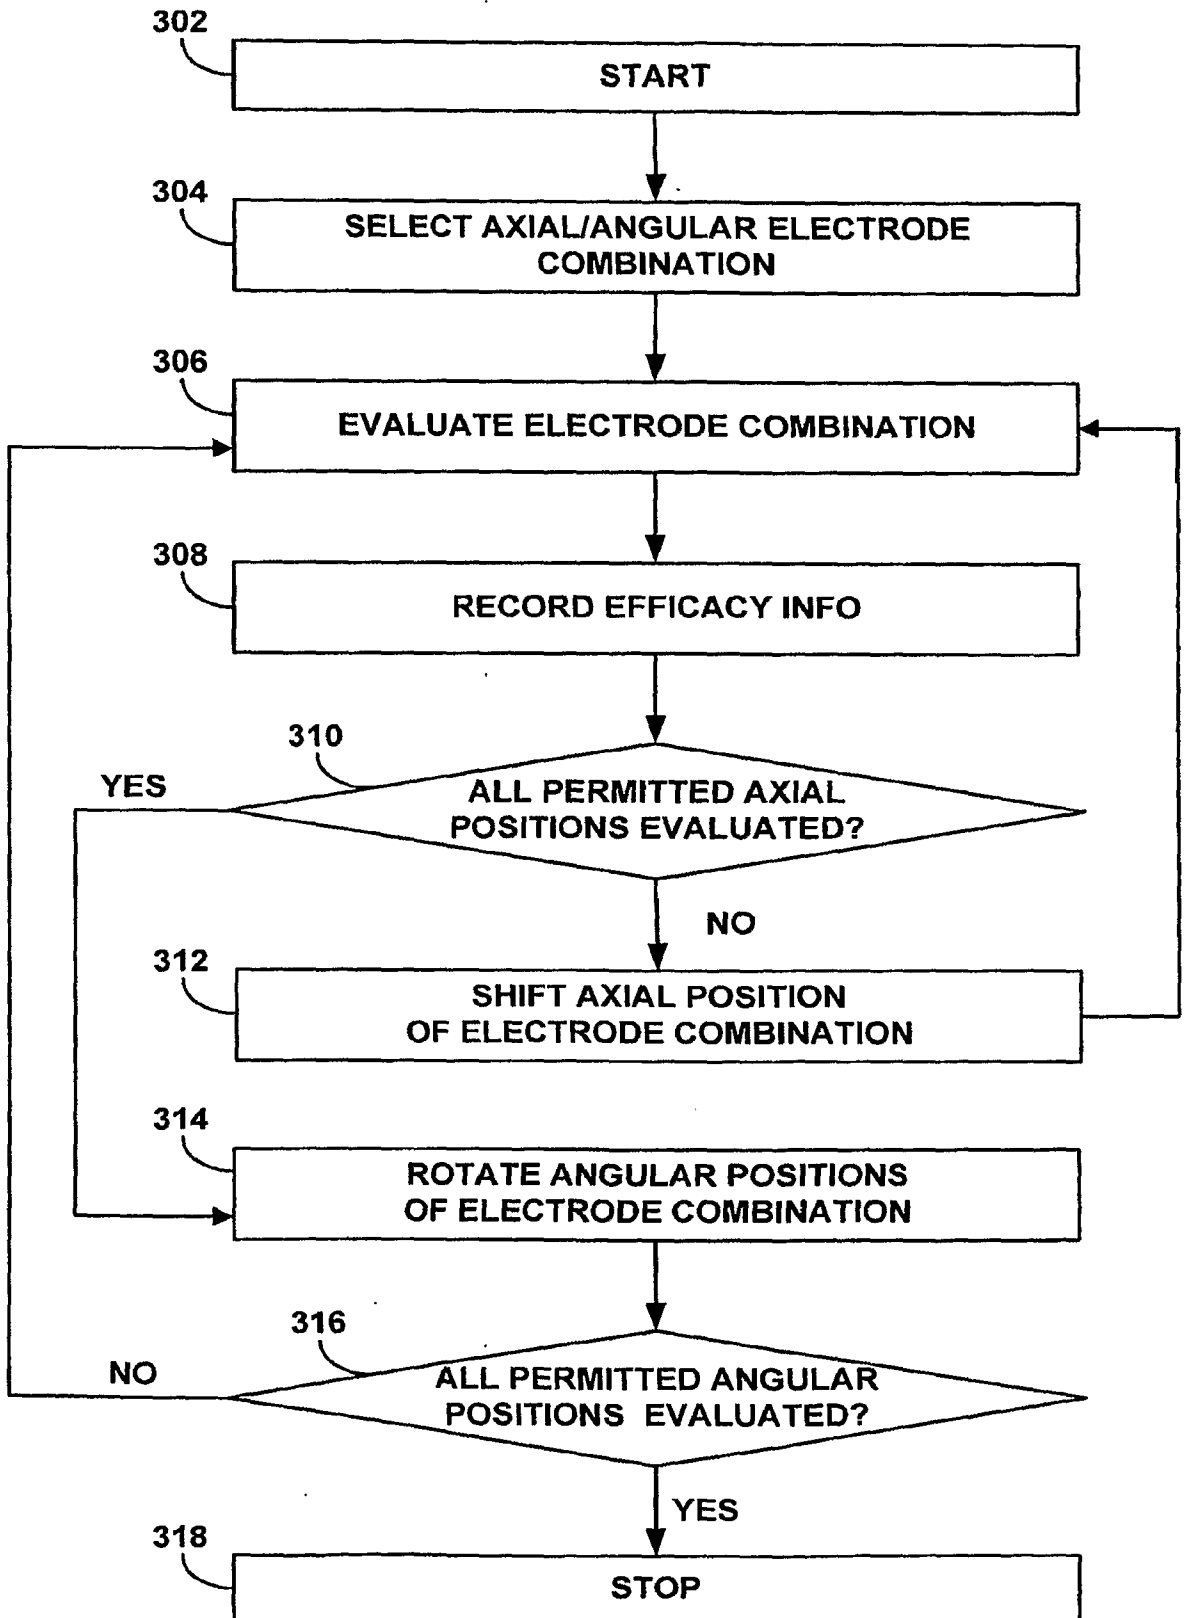 302
START
304
SELECT AXIAL/ANGULAR ELECTRODE
COMBINATION
306
EVALUATE ELECTRODE COMBINATION
308
RECORD EFFICACY INFO
310
YES
ALL PERMITTED AXIAL
POSITIONS EVALUATED?
NO
312
SHIFT AXIAL POSITION
OF ELECTRODE COMBINATION
314
ROTATE ANGULAR POSITIONS
OF ELECTRODE COMBINATION
316
NO
ALL PERMITTED ANGULAR
POSITIONS EVALUATED?
YES
318
STOP